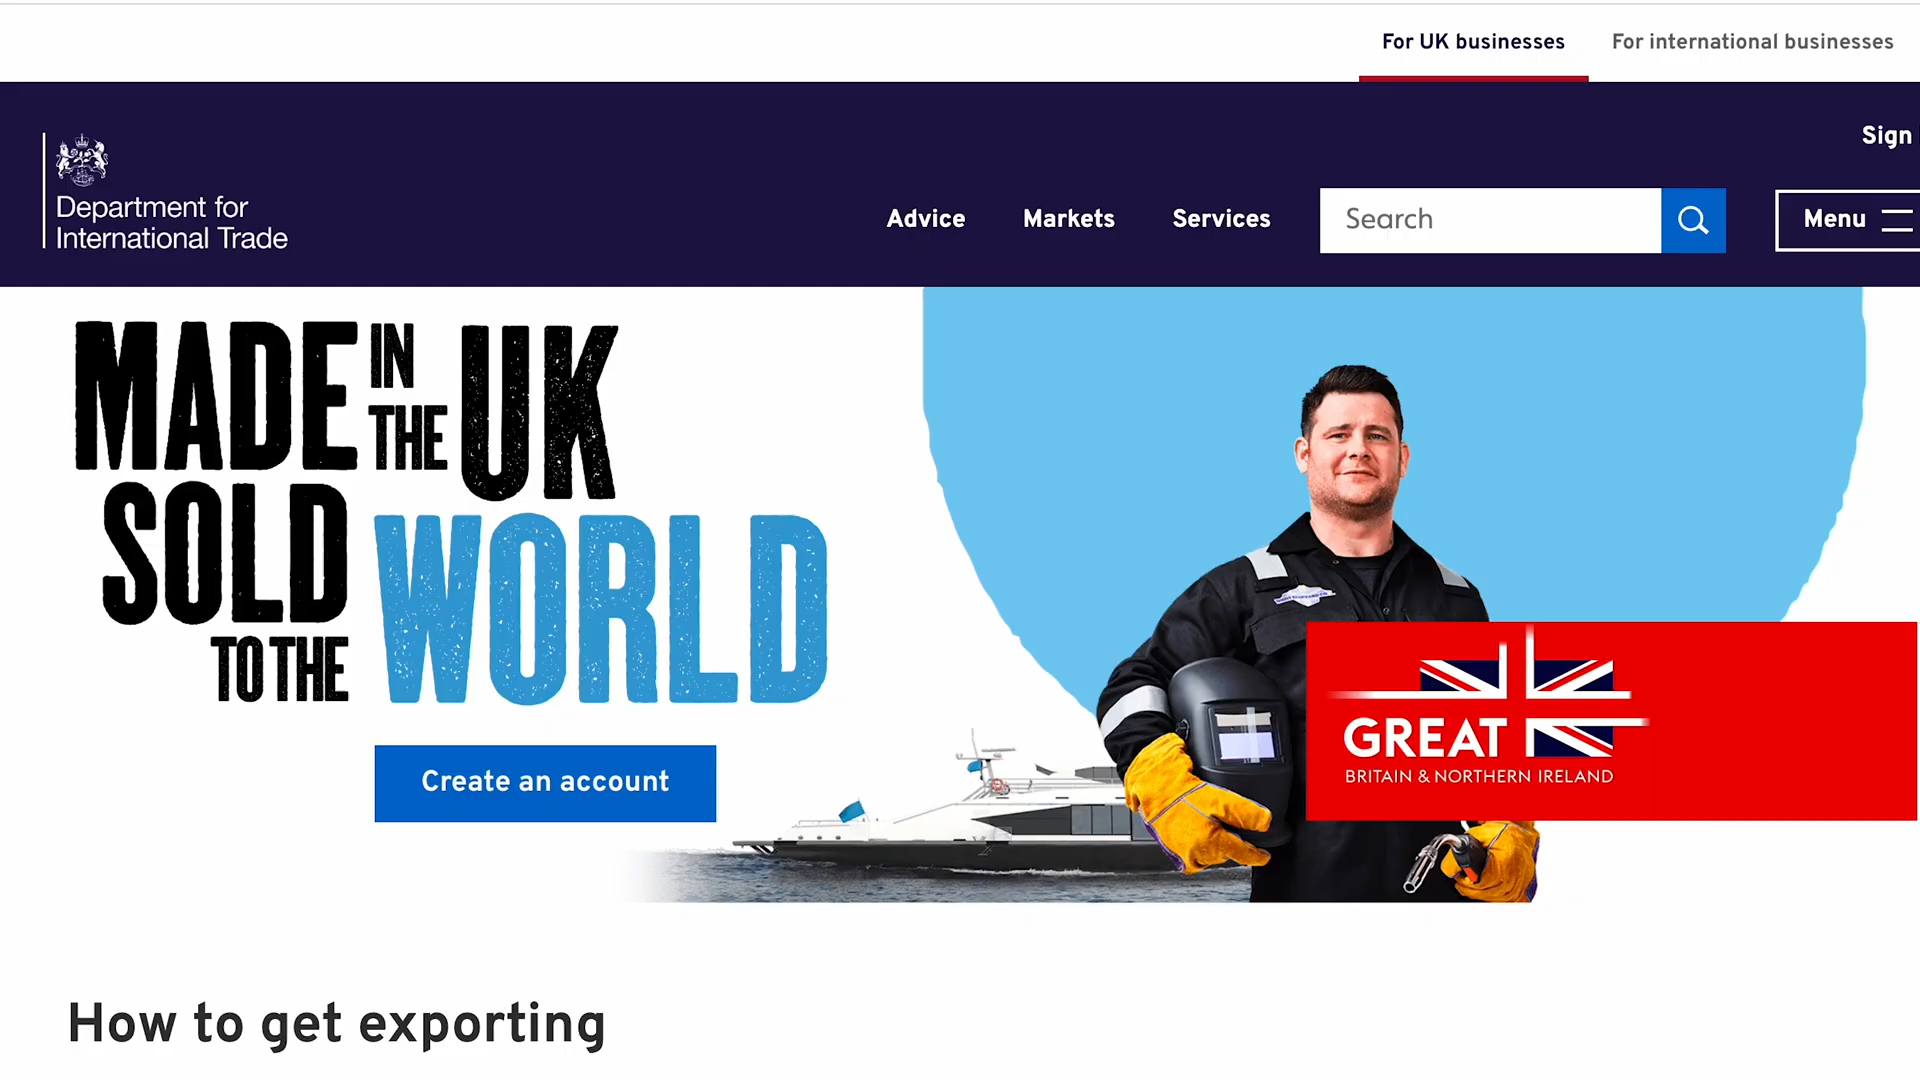 For UK businesses
For international businesses
Sign
Department for
International Trade
Advice
Markets
Services
Search
Menu
MADE IN THE UK
SOLD TO THE WORLD
Create an account
GREAT
BRITAIN & NORTHERN IRELAND
How to get exporting